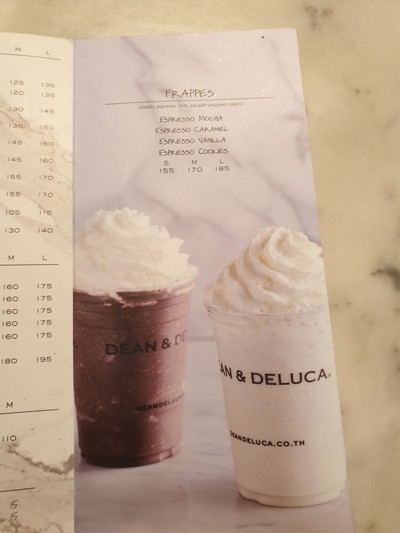 M L
125 135
120 135
130 145
135 150
145 160
145 160
155 170
155 170
105 115
130 140
M L
160 175
160 175
160 175
160 175
160 175
180 195
M
110
FRAPPES
ESPRESSO MOCHA
ESPRESSO CARAMEL
ESPRESSO VANILLA
ESPRESSO COOKIES
S M L
155 170 185
DEAN & DE
DEANDELUCA
AN & DELUCA
DEANDELUCA.CO.TH